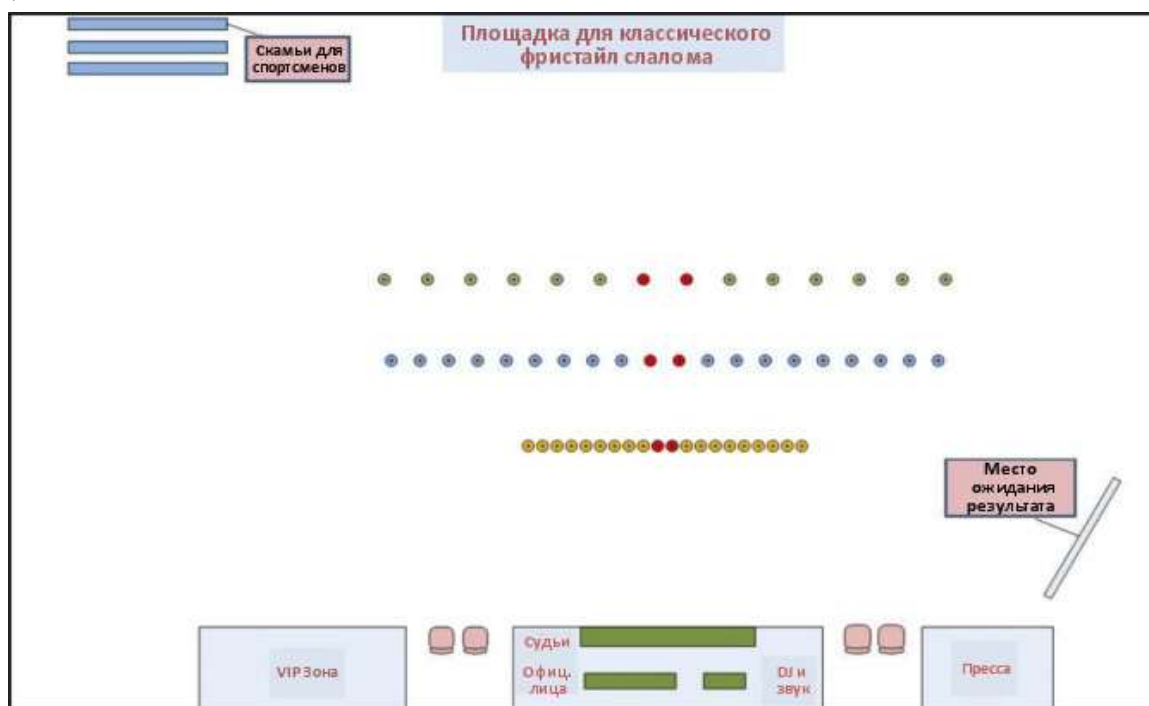 Площадка для классического
фристайл слалома
Скамьи для
спортсменов
Место
ожидания
результата
VIP Зона
Судьи
Офиц.
лица
DJ и
звук
Пресса